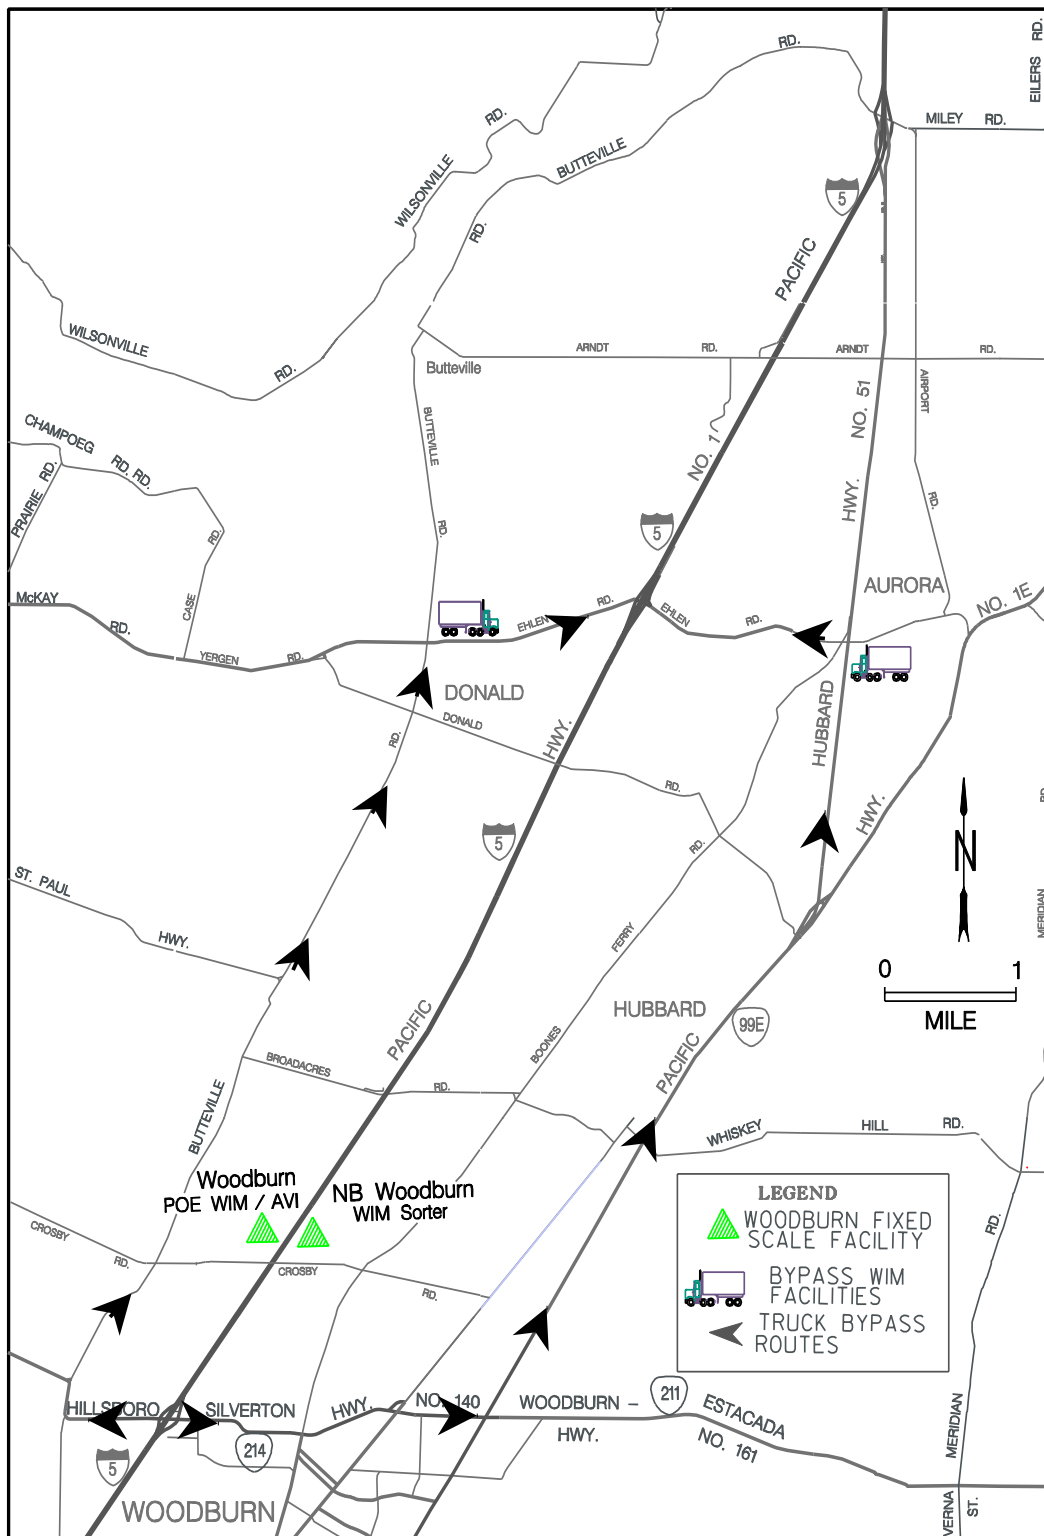 RD.
EILERS RD.
MILEY RD.
RD.
BUTTEVILLE
WILSONVILLE
RD.
5
PACIFIC
WILSONVILLE
RD.
ARNDT RD.
ARNDT
RD.
Butteville
AIRPORT
RD.
NO. 51
HWY.
BUTTEVILLE
RD.
CHAMPOEG
RD. RD.
PRAIRIE RD.
NO. 1
5
RD.
CASE
AURORA
NO. 1E
McKAY
RD.
YERGEN
RD.
EHLEN
RD.
EHLEN
RD.
DONALD
DONALD
RD.
RD.
HWY.
HUBBARD
HWY.
RD.
5
RD.
N
ST. PAUL
HWY.
FERRY
MERIDIAN
0 1
MILE
HUBBARD
99E
PACIFIC
BOONES
PACIFIC
BROADACRES
RD.
BUTTEVILLE
WHISKEY
HILL
RD.
Woodburn
POE WIM / AVI
NB Woodburn
WIM Sorter
CROSBY
RD.
CROSBY
RD.
RD.
LEGEND
WOODBURN FIXED
SCALE FACILITY
BYPASS WIM
FACILITIES
TRUCK BYPASS
ROUTES
HILLSBORO
SILVERTON
HWY.
NO. 140
WOODBURN –
HWY.
211
ESTACADA
NO. 161
MERIDIAN
214
5
WOODBURN
VERNA
ST.